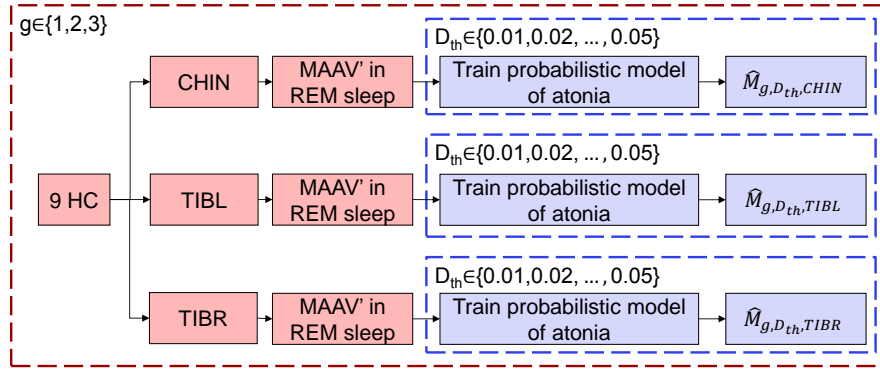 g∈{1,2,3}
D_th∈{0.01,0.02, ... ,0.05}
CHIN
MAAV' in
REM sleep
Train probabilistic model
of atonia
M̂_g,D_th,CHIN
D_th∈{0.01,0.02, ... ,0.05}
9 HC
TIBL
MAAV' in
REM sleep
Train probabilistic model
of atonia
M̂_g,D_th,TIBL
D_th∈{0.01,0.02, ... ,0.05}
TIBR
MAAV' in
REM sleep
Train probabilistic model
of atonia
M̂_g,D_th,TIBR